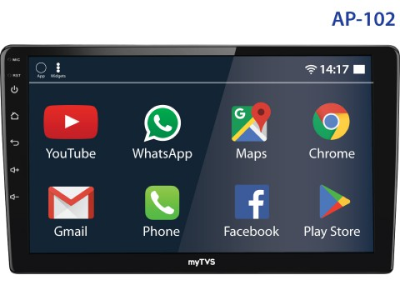 AP-102
MIC
RST
App Widgets
14:17
YouTube WhatsApp Maps Chrome
Gmail Phone Facebook Play Store
myTVS